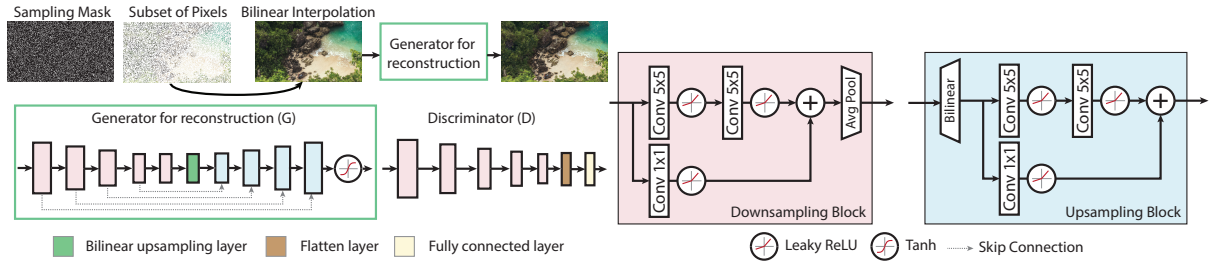 Sampling Mask
Subset of Pixels
Bilinear Interpolation
Generator for
reconstruction
Generator for reconstruction (G)
Discriminator (D)
Bilinear upsampling layer
Flatten layer
Fully connected layer
Conv 5x5
Conv 5x5
Avg Pool
Conv 1x1
Downsampling Block
Bilinear
Conv 5x5
Conv 5x5
Conv 1x1
Upsampling Block
Leaky ReLU
Tanh
Skip Connection